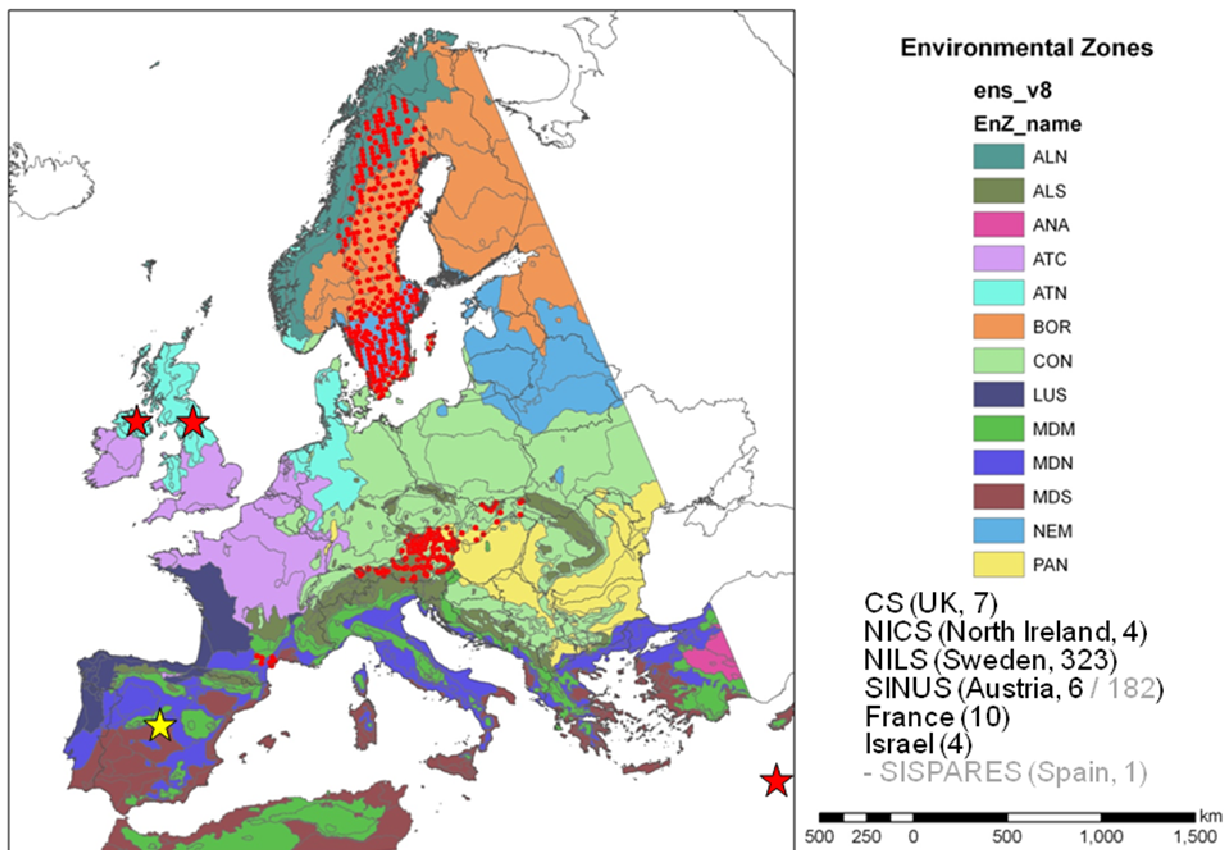 Environmental Zones
ens_v8
EnZ_name
ALN
ALS
ANA
ATC
ATN
BOR
CON
LUS
MDM
MDN
MDS
NEM
PAN
CS (UK, 7)
NICS (North Ireland, 4)
NILS (Sweden, 323)
SINUS (Austria, 6 / 182)
France (10)
Israel (4)
- SISPARES (Spain, 1)
km
500 250 0 500 1,000 1,500